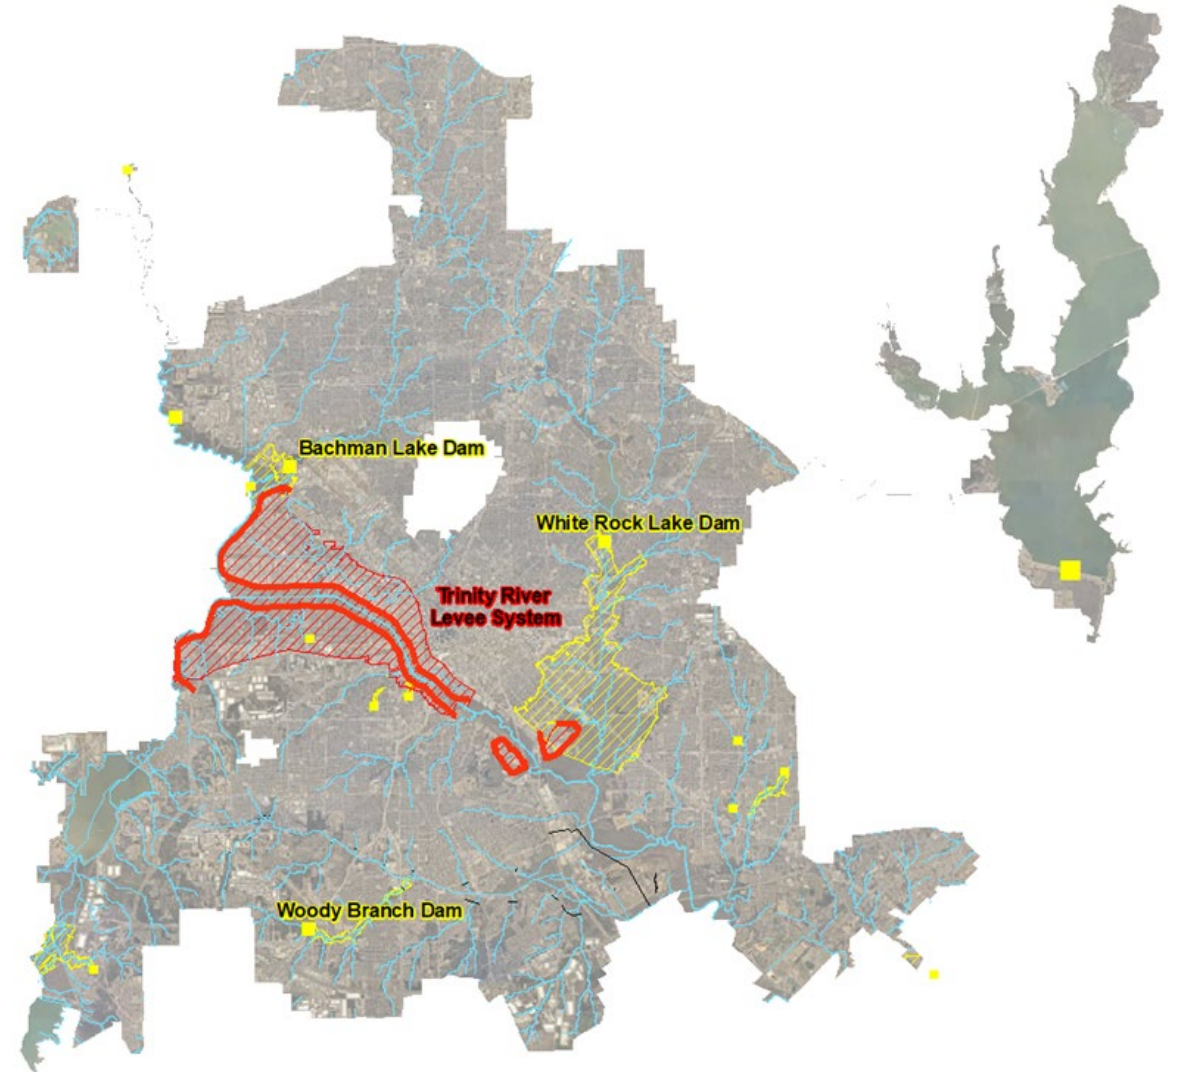 Bachman Lake Dam
White Rock Lake Dam
Trinity River
Levee System
Woody Branch Dam